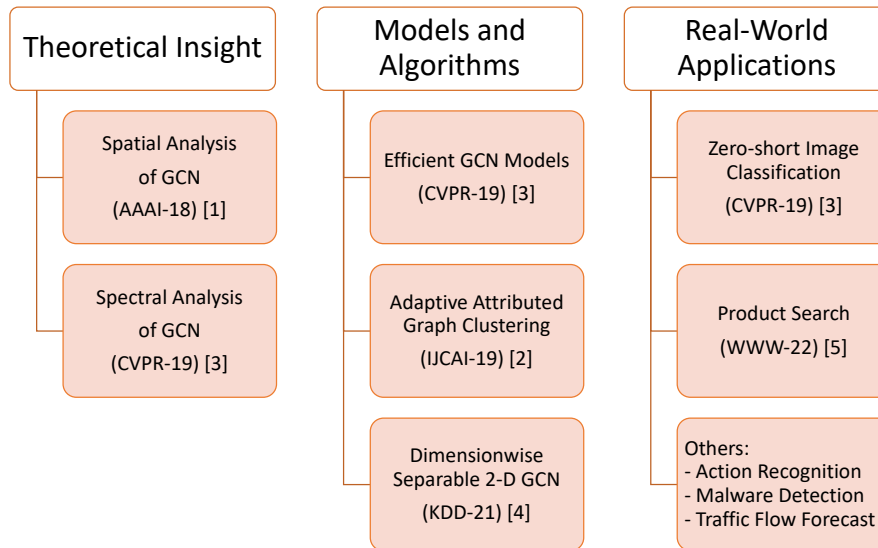 Theoretical Insight
Spatial Analysis
of GCN
(AAAI-18) [1]
Spectral Analysis
of GCN
(CVPR-19) [3]
Models and
Algorithms
Efficient GCN Models
(CVPR-19) [3]
Adaptive Attributed
Graph Clustering
(IJCAI-19) [2]
Dimensionwise
Separable 2-D GCN
(KDD-21) [4]
Real-World
Applications
Zero-short Image
Classification
(CVPR-19) [3]
Product Search
(WWW-22) [5]
Others:
- Action Recognition
- Malware Detection
- Traffic Flow Forecast